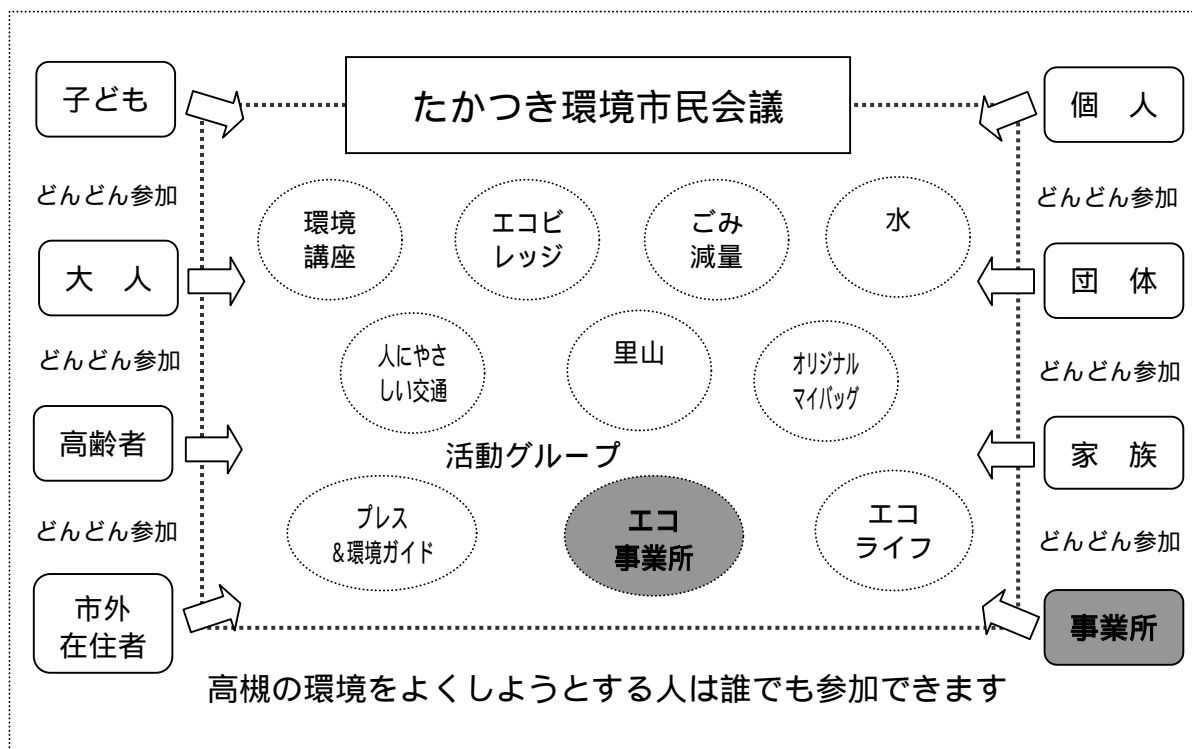 たかつき環境市民会議
子ども
どんどん参加
大　人
どんどん参加
高齢者
どんどん参加
市外
在住者
個　人
どんどん参加
団　体
どんどん参加
家　族
どんどん参加
事業所
環境
講座
エコビ
レッジ
ごみ
減量
水
人にやさ
しい交通
里山
オリジナル
マイバッグ
活動グループ
プレス
&環境ガイド
エコ
事業所
エコ
ライフ
高槻の環境をよくしようとする人は誰でも参加できます